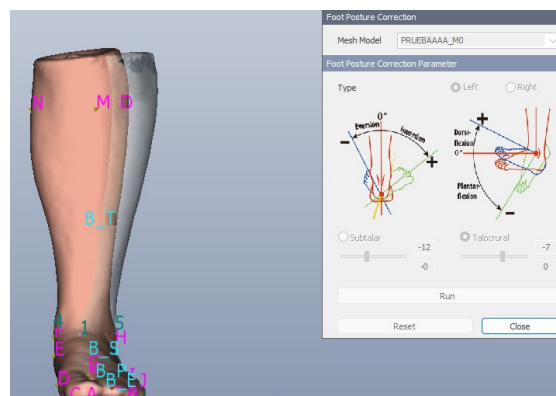 Foot Posture Correction
Mesh Model PRUEBAAAA_M0
Foot Posture Correction Parameter
Type Left Right
0°
Eversion Inversion
− +
+
Dorsi-
flexion
0°
Plantar-
flexion
−
Subtalar Talocrural
-12 -7
-0 0
Run
Reset Close
N M D
B_T
4 1 5
H
E B_S
D B_E J
C A